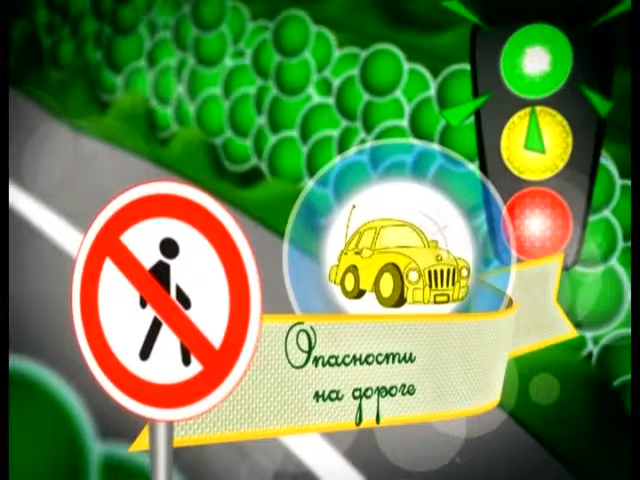 Опасности
на дороге